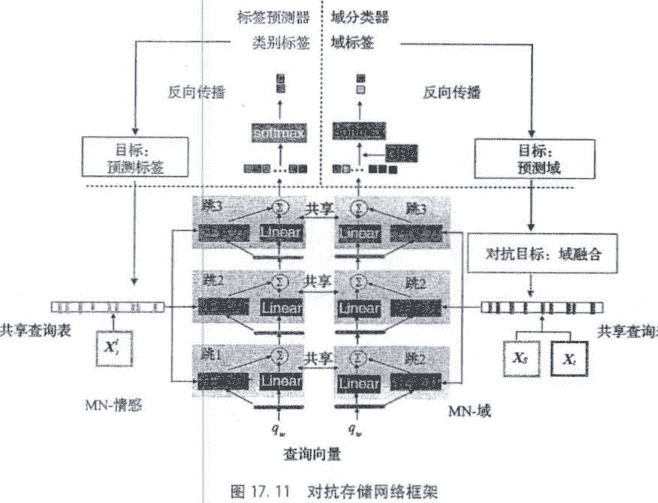 标签预测器 域分类器
类别标签 域标签
反向传播 反向传播
softmax softmax
目标：
预测标签
目标：
预测域
GRL
跳3 共享 跳3
Linear Linear
对抗目标：域融合
跳2 共享 跳2
Linear Linear
共享查询表 共享查询
跳1 共享 跳2
Linear Linear
MN-情感 MN-域
查询向量
图 17.11 对抗存储网络框架